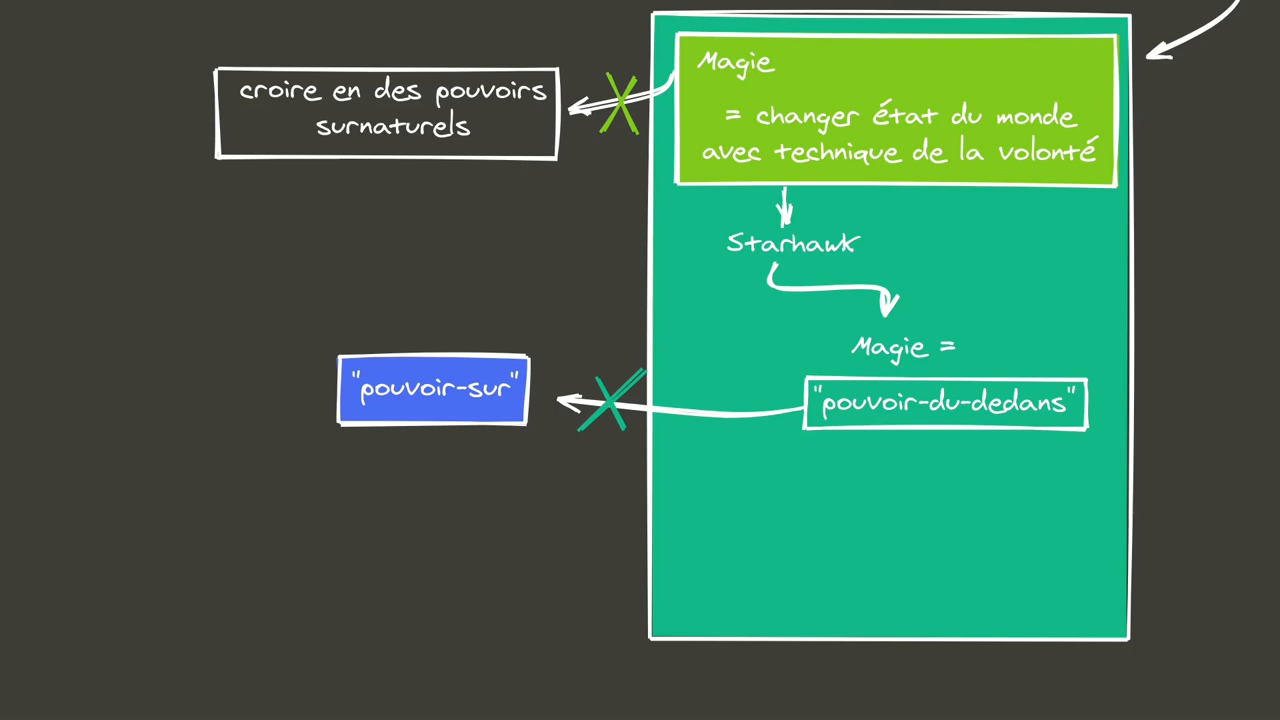 croire en des pouvoirs
surnaturels
Magie
= changer état du monde
avec technique de la volonté
Starhawk
Magie =
"pouvoir-sur"
"pouvoir-du-dedans"